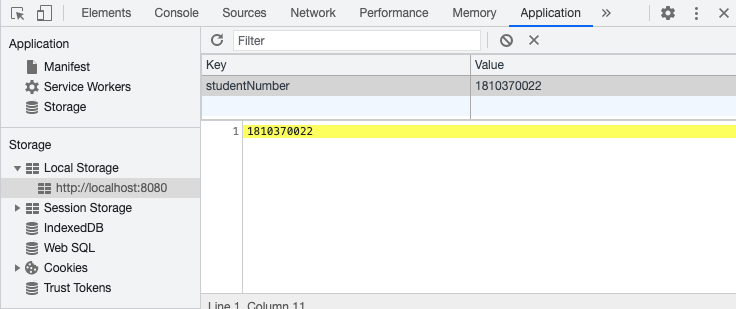 Elements Console Sources Network Performance Memory Application
Application
Manifest
Service Workers
Storage
Storage
Local Storage
http://localhost:8080
Session Storage
IndexedDB
Web SQL
Cookies
Trust Tokens
Filter
Key Value
studentNumber 1810370022
1 1810370022
Line 1, Column 11